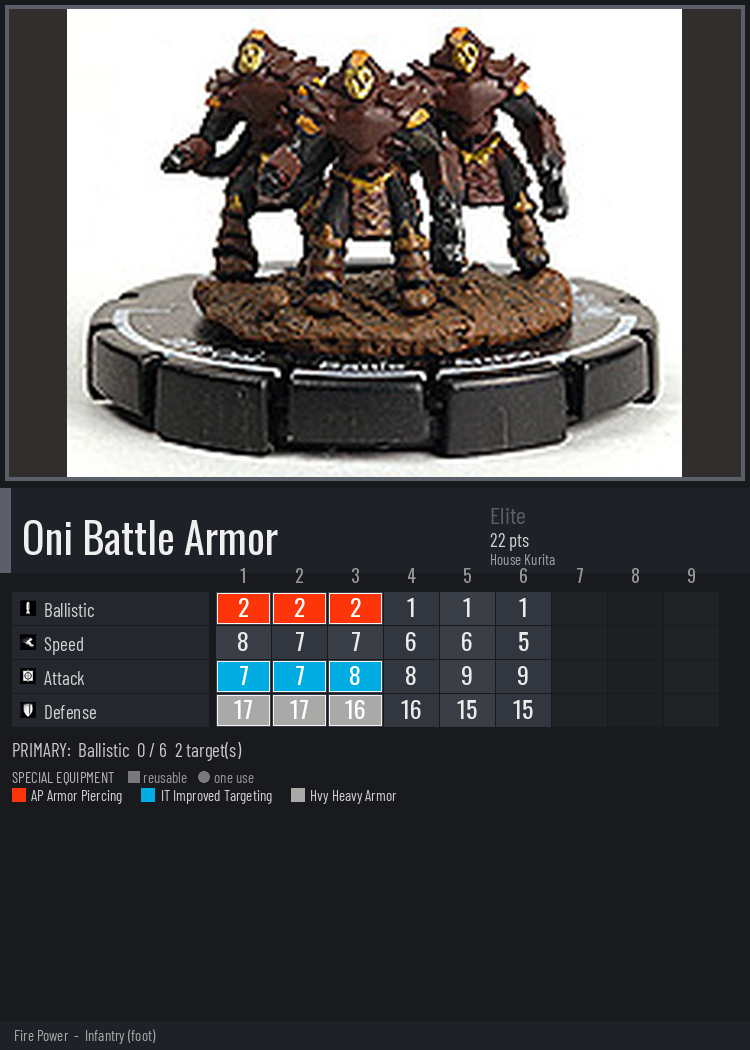 Oni Battle Armor
Elite
22 pts
House Kurita
1 2 3 4 5 6 7 8 9
Ballistic 2 2 2 1 1 1
Speed 8 7 7 6 6 5
Attack 7 7 8 8 9 9
Defense 17 17 16 16 15 15
PRIMARY: Ballistic 0 / 6 2 target(s)
SPECIAL EQUIPMENT reusable one use
AP Armor Piercing IT Improved Targeting Hvy Heavy Armor
Fire Power - Infantry (foot)